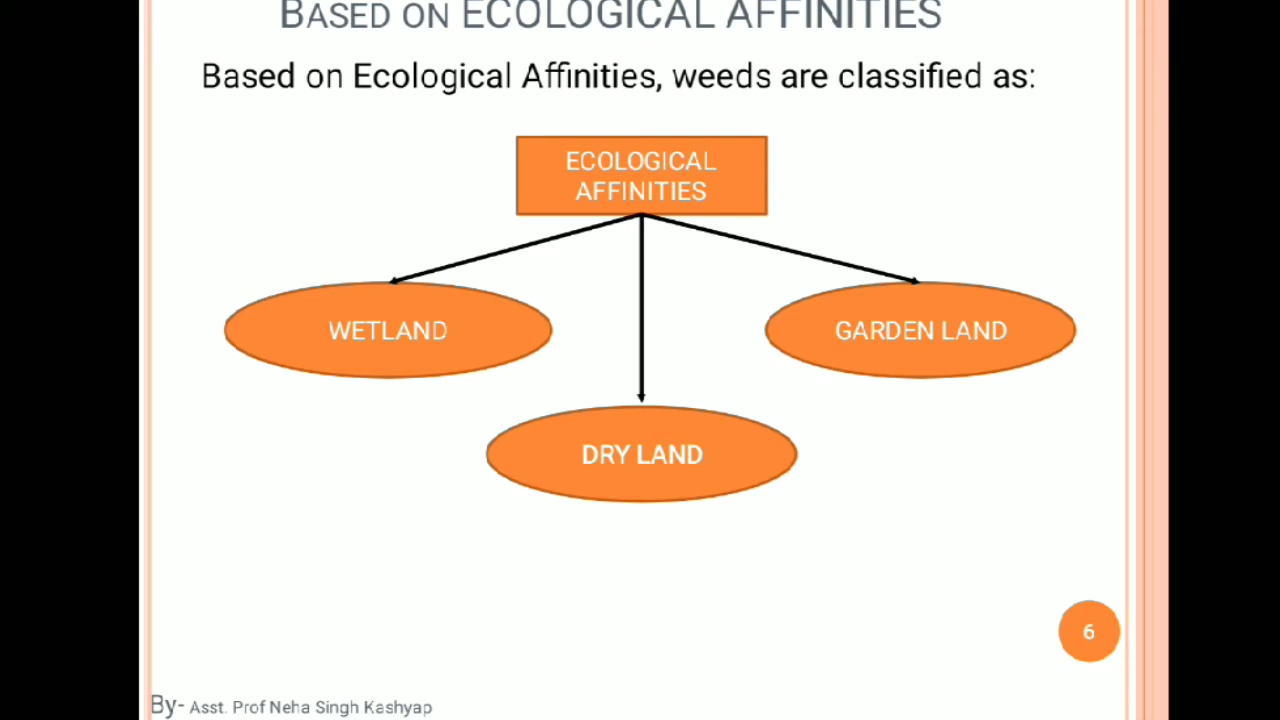 BASED ON ECOLOGICAL AFFINITIES
Based on Ecological Affinities, weeds are classified as:
ECOLOGICAL
AFFINITIES
WETLAND
GARDEN LAND
DRY LAND
6
By- Asst. Prof Neha Singh Kashyap